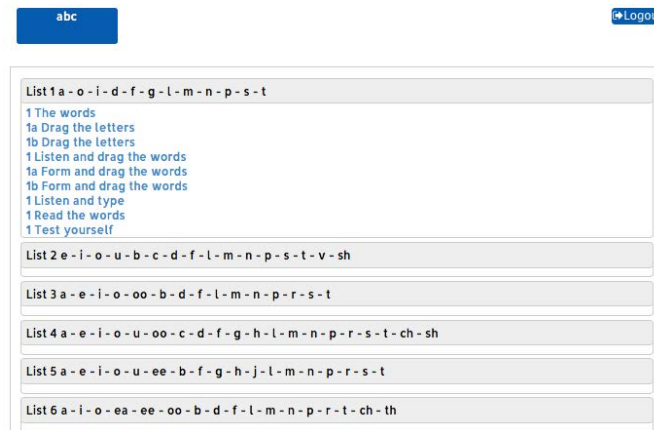 abc
Logou
List 1 a - o - i - d - f - g - l - m - n - p - s - t
1 The words
1a Drag the letters
1b Drag the letters
1 Listen and drag the words
1a Form and drag the words
1b Form and drag the words
1 Listen and type
1 Read the words
1 Test yourself
List 2 e - i - o - u - b - c - d - f - l - m - n - p - s - t - v - sh
List 3 a - e - i - o - oo - b - d - f - l - m - n - p - r - s - t
List 4 a - e - i - o - u - oo - c - d - f - g - h - l - m - n - p - r - s - t - ch - sh
List 5 a - e - i - o - u - ee - b - f - g - h - j - l - m - n - p - r - s - t
List 6 a - i - o - ea - ee - oo - b - d - f - l - m - n - p - r - t - ch - th